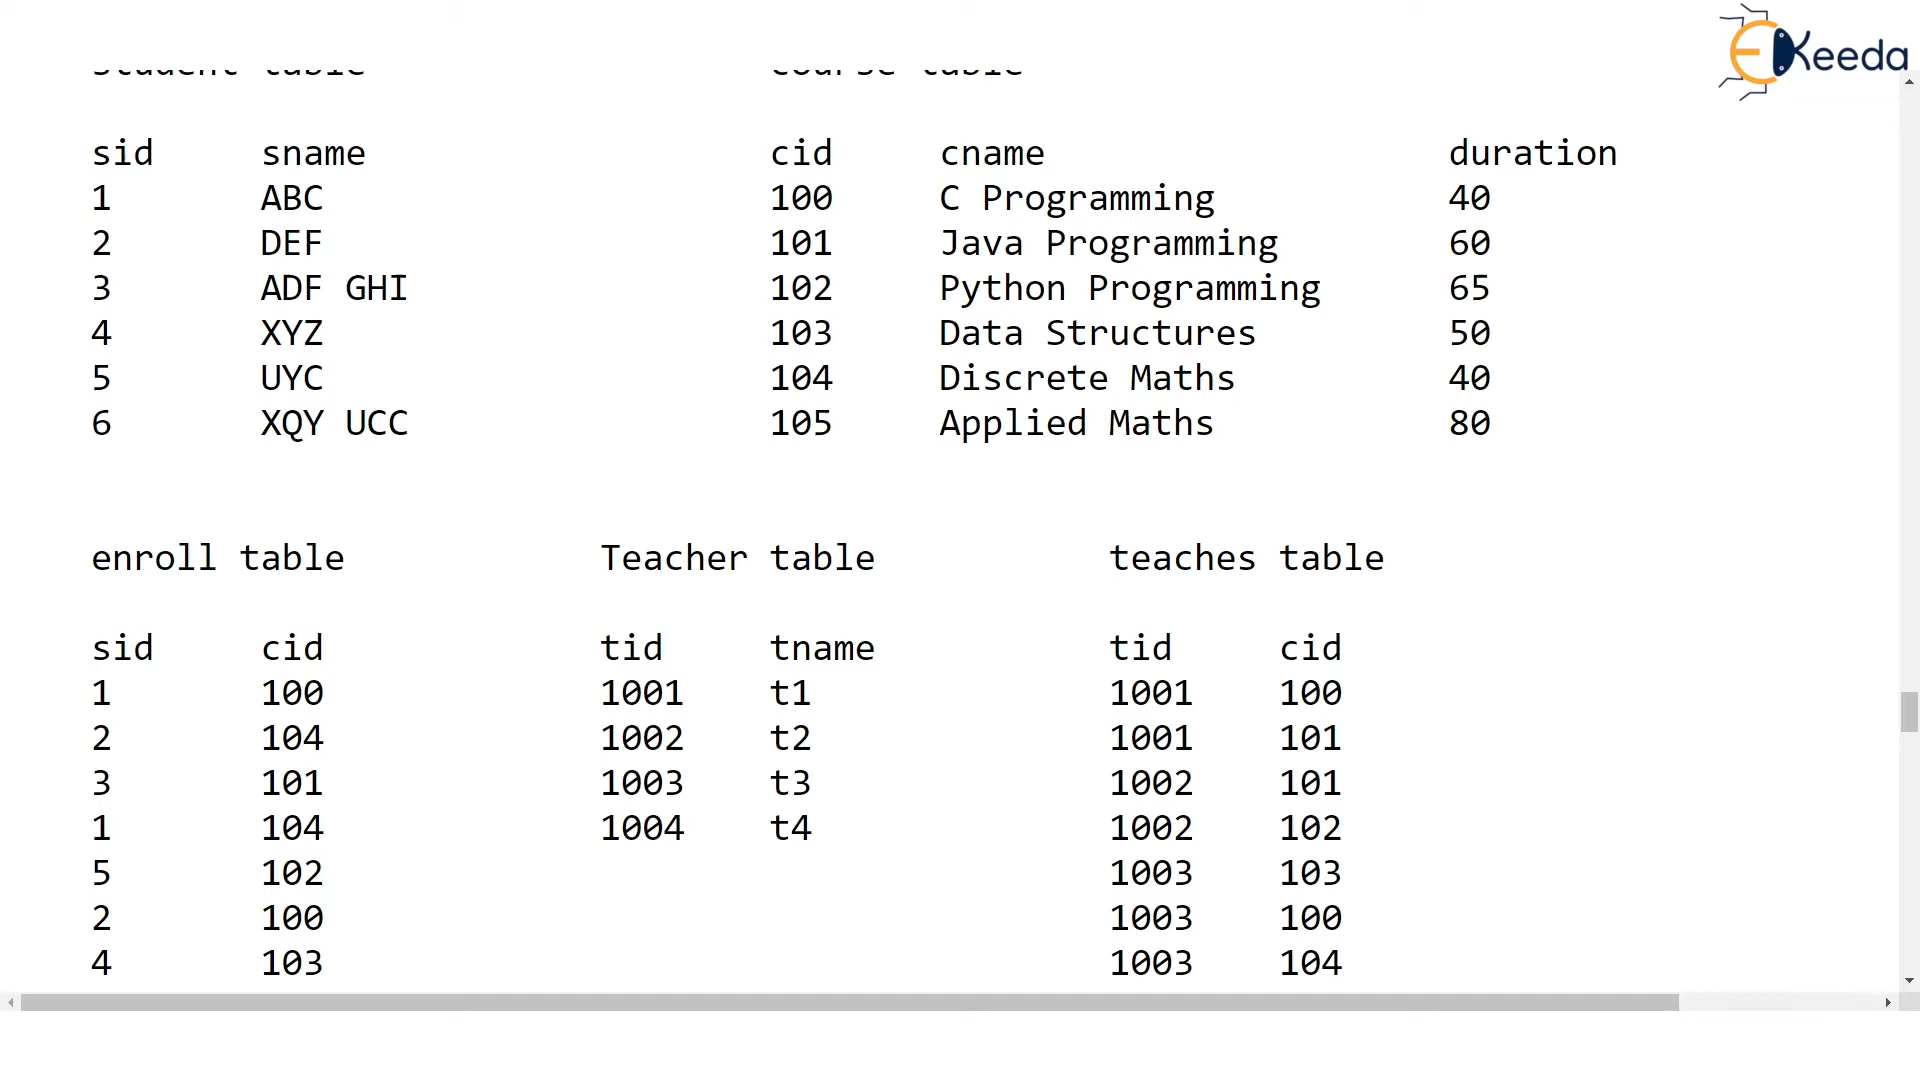 Keeda
student table course table
sid sname cid cname duration
1 ABC 100 C Programming 40
2 DEF 101 Java Programming 60
3 ADF GHI 102 Python Programming 65
4 XYZ 103 Data Structures 50
5 UYC 104 Discrete Maths 40
6 XQY UCC 105 Applied Maths 80
enroll table Teacher table teaches table
sid cid tid tname tid cid
1 100 1001 t1 1001 100
2 104 1002 t2 1001 101
3 101 1003 t3 1002 101
1 104 1004 t4 1002 102
5 102 1003 103
2 100 1003 100
4 103 1003 104